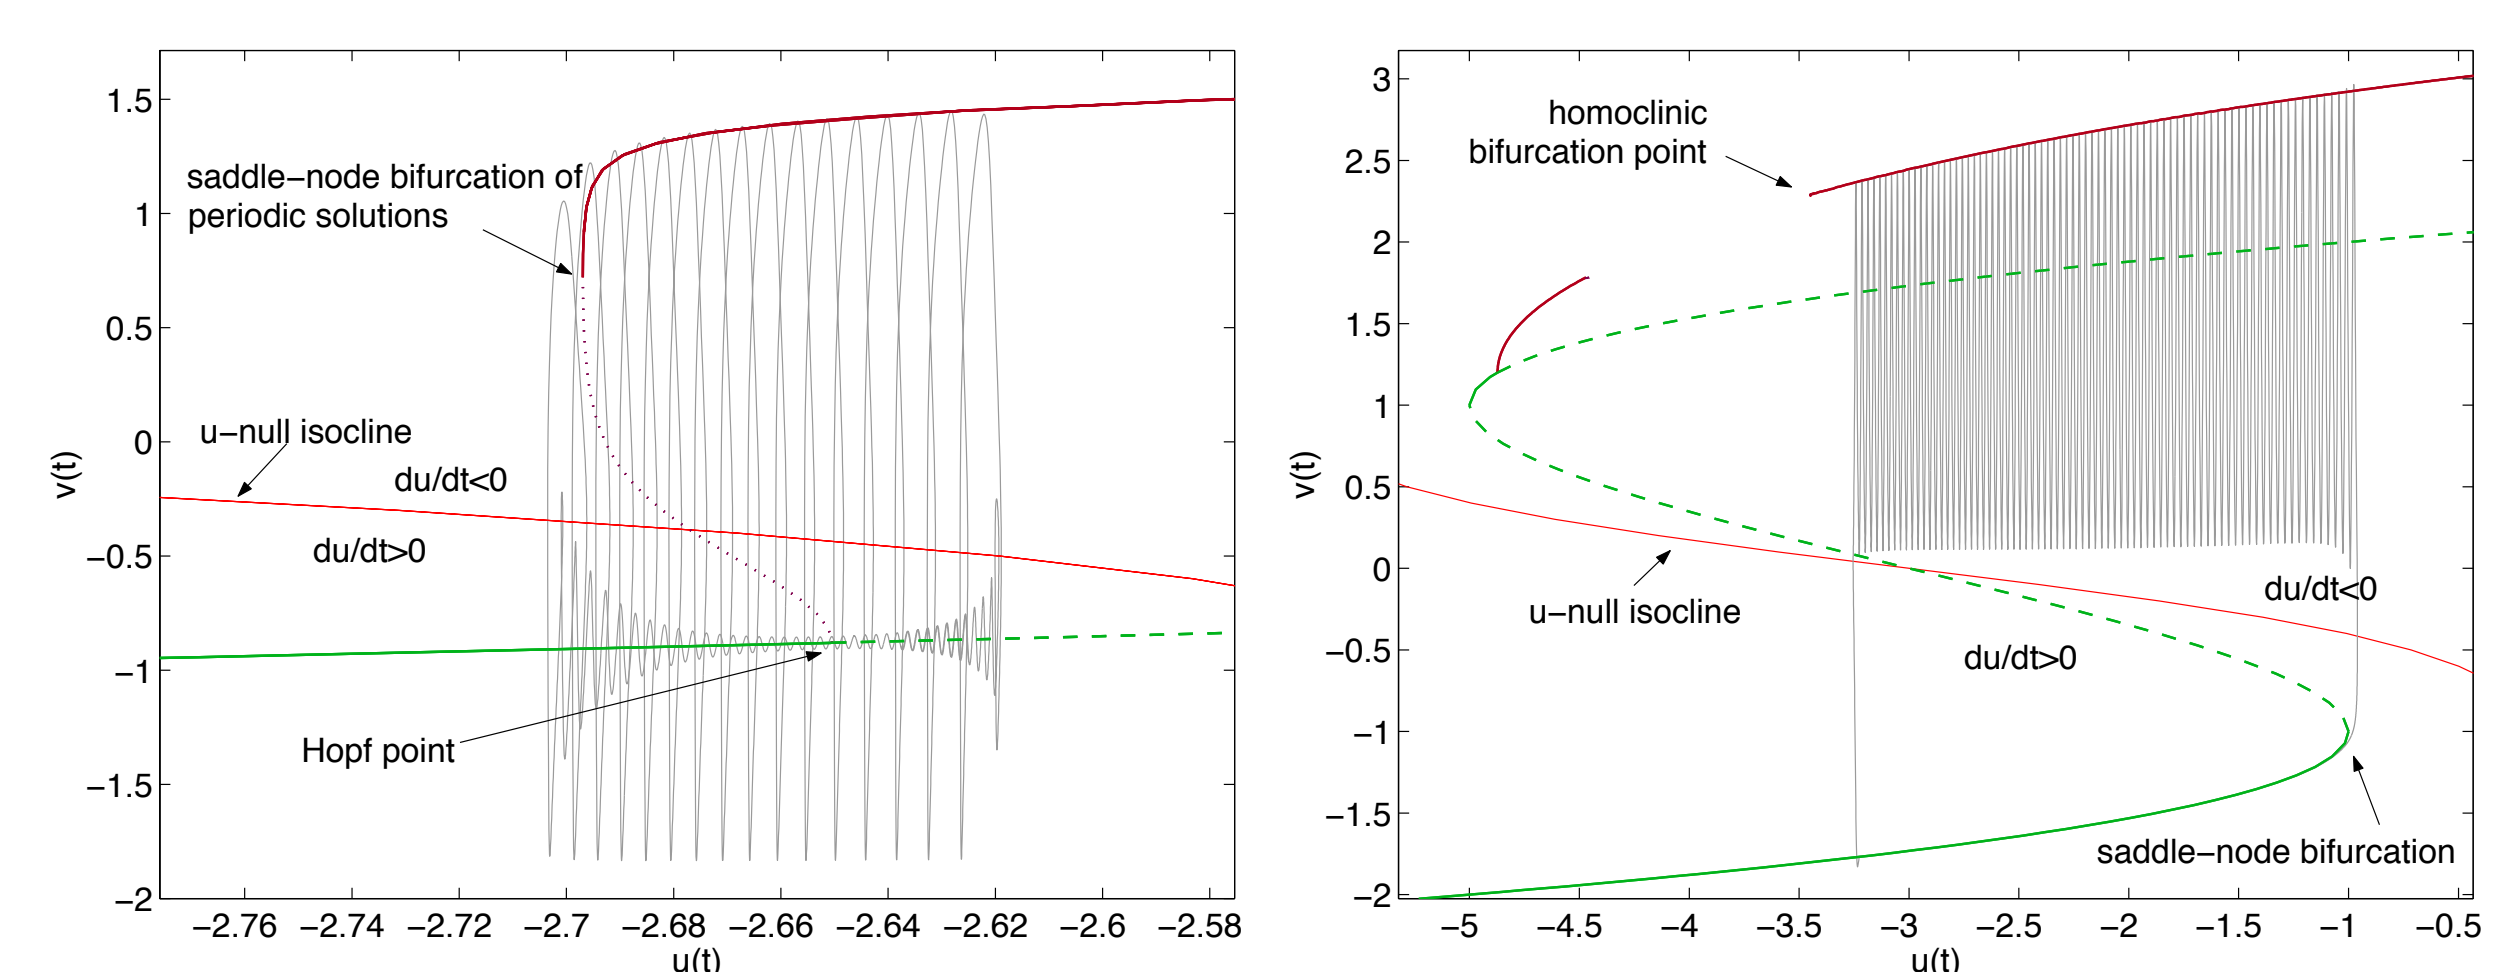 1.5
1
0.5
0
−0.5
−1
−1.5
−2
v(t)
saddle−node bifurcation of
periodic solutions
u−null isocline
du/dt<0
du/dt>0
Hopf point
−2.76 −2.74 −2.72 −2.7 −2.68 −2.66 −2.64 −2.62 −2.6 −2.58
u(t)
3
2.5
2
1.5
1
0.5
0
−0.5
−1
−1.5
−2
v(t)
homoclinic
bifurcation point
u−null isocline
du/dt<0
du/dt>0
saddle−node bifurcation
−5 −4.5 −4 −3.5 −3 −2.5 −2 −1.5 −1 −0.5
u(t)